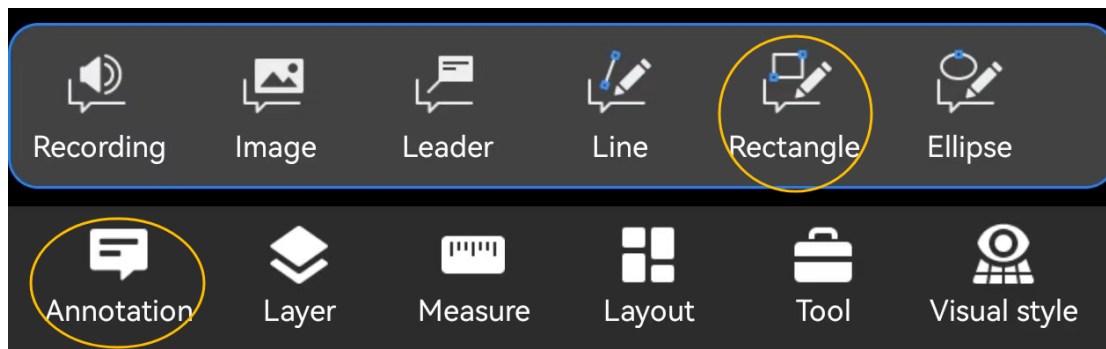 Recording Image Leader Line Rectangle Ellipse
Annotation Layer Measure Layout Tool Visual style